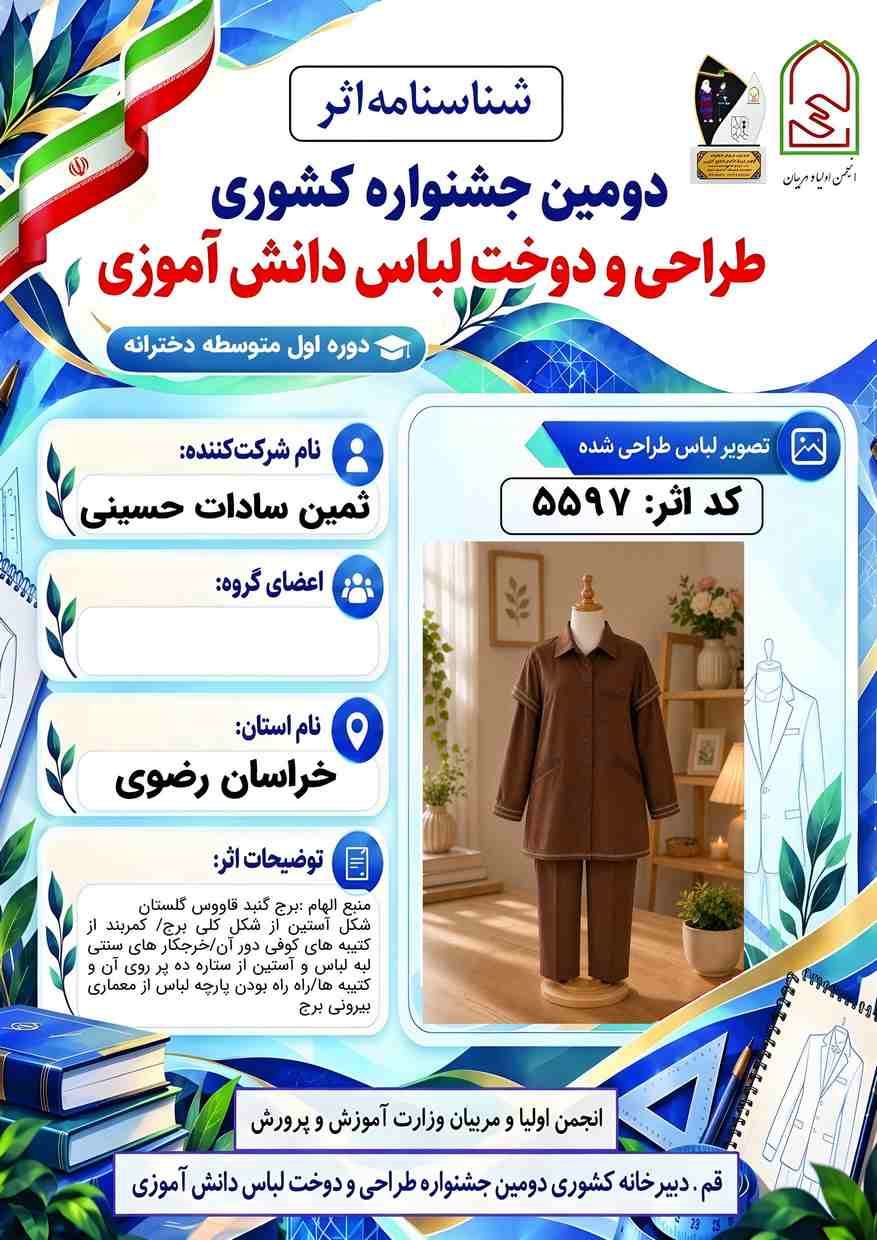 شناسنامه اثر
انجمن اولیا و مربیان
دومین جشنواره کشوری
طراحی و دوخت لباس دانش آموزی
دوره اول متوسطه دخترانه
تصویر لباس طراحی شده
کد اثر: ۵۵۹۷
نام شرکت‌کننده:
ثمین سادات حسینی
اعضای گروه:
نام استان:
خراسان رضوی
توضیحات اثر:
منبع الهام :برج گنبد قاووس گلستان
شکل آستین از شکل کلی برج/ کمربند از
کتیبه های کوفی دور آن/خرجکار های سنتی
لبه لباس و آستین از ستاره ده پر روی آن و
کتیبه ها/راه راه بودن پارچه لباس از معماری
بیرونی برج
انجمن اولیا و مربیان وزارت آموزش و پرورش
قم . دبیرخانه کشوری دومین جشنواره طراحی و دوخت لباس دانش آموزی